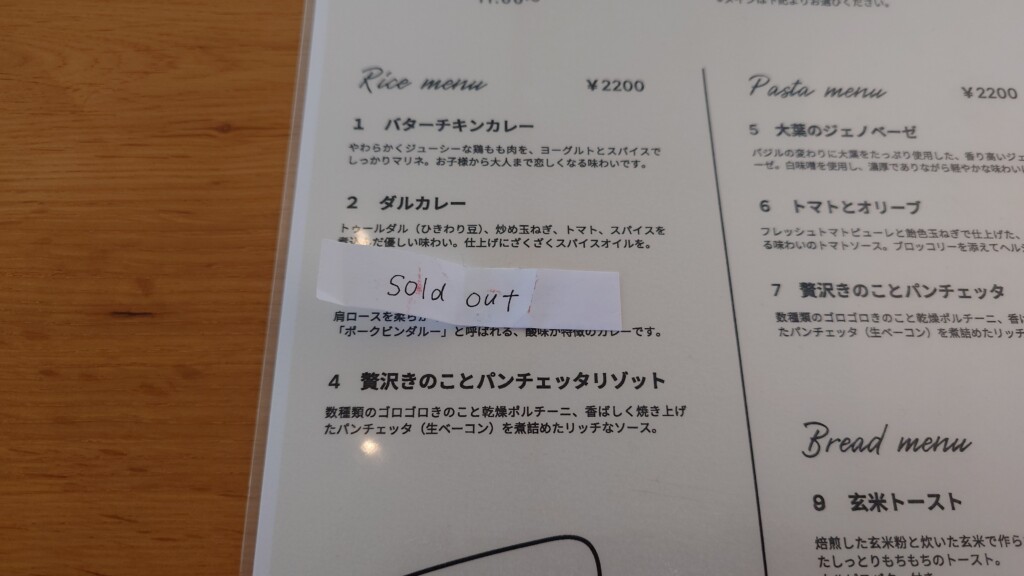 Rice menu ¥2200
1 バターチキンカレー
やわらかくジューシーな鶏もも肉を、ヨーグルトとスパイスで
しっかりマリネ。お子様から大人まで恋しくなる味わいです。
2 ダルカレー
トゥールダル（ひきわり豆）、炒め玉ねぎ、トマト、スパイスを
だ優しい味わい。仕上げにざくざくスパイスオイルを。
Sold out
肩ロースを柔らか
「ポークビンダルー」と呼ばれる、酸味が特徴のカレーです。
4 贅沢きのことパンチェッタリゾット
数種類のゴロゴロきのこと乾燥ポルチーニ、香ばしく焼き上げ
たパンチェッタ（生ベーコン）を煮詰めたリッチなソース。
Pasta menu ¥2200
5 大葉のジェノベーゼ
バジルの変わりに大葉をたっぷり使用した、香り高いジェ
ーゼ。白味噌を使用し、濃厚でありながら軽やかな味わい
6 トマトとオリーブ
フレッシュトマトピューレと飴色玉ねぎで仕上げた、
る味わいのトマトソース。ブロッコリーを添えてヘル
7 贅沢きのことパンチェッタ
数種類のゴロゴロきのこと乾燥ポルチーニ、香
たパンチェッタ（生ベーコン）を煮詰めたリッチ
Bread menu
9 玄米トースト
焙煎した玄米粉と炊いた玄米で作ら
たしっとりもちもちのトースト。